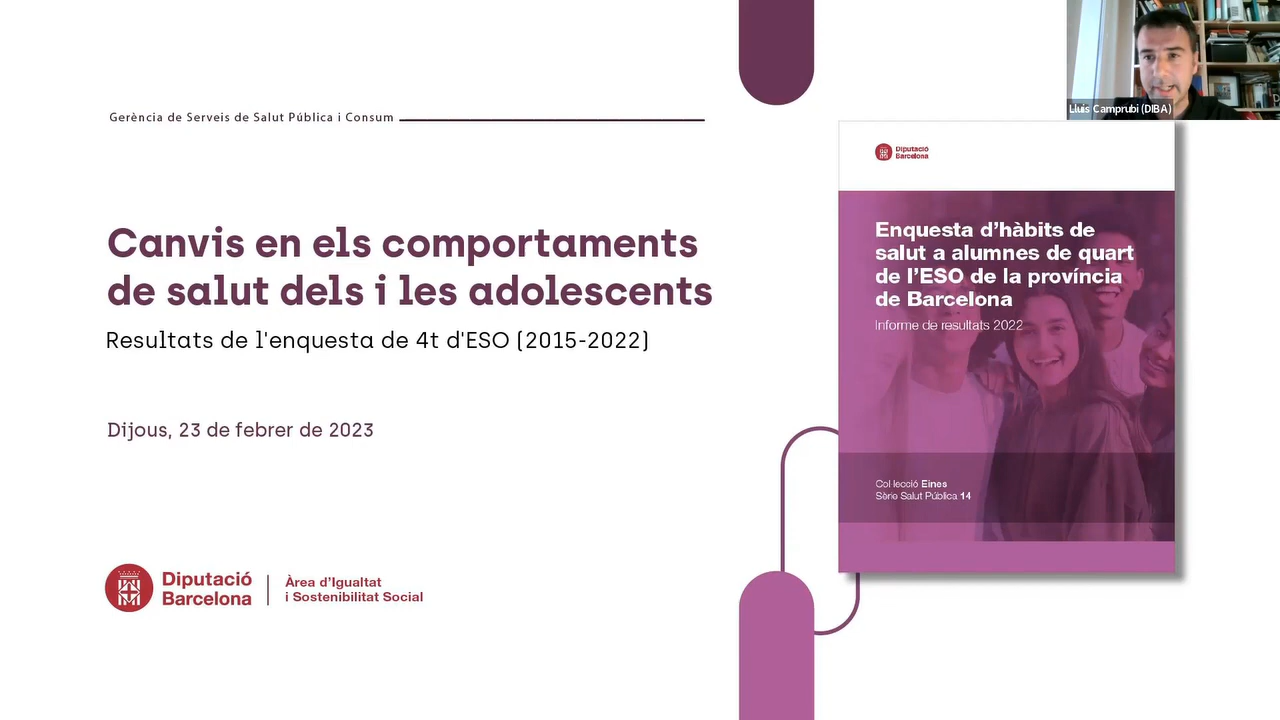 Gerència de Serveis de Salut Pública i Consum
Canvis en els comportaments
de salut dels i les adolescents
Resultats de l'enquesta de 4t d'ESO (2015-2022)
Dijous, 23 de febrer de 2023
Diputació
Barcelona
Àrea d'Igualtat
i Sostenibilitat Social
Lluís Camprubí (DIBA)
Diputació
Barcelona
Enquesta d'hàbits de
salut a alumnes de quart
de l'ESO de la província
de Barcelona
Informe de resultats 2022
Col·lecció Eines
Sèrie Salut Pública 14